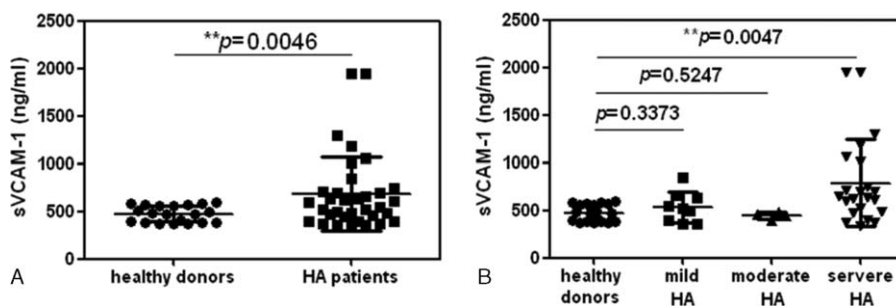 2500
2000
1500
1000
500
0
sVCAM-1 (ng/ml)
**p=0.0046
healthy donors
HA patients
A
2500
2000
1500
1000
500
0
sVCAM-1 (ng/ml)
**p=0.0047
p=0.5247
p=0.3373
healthy donors
mild HA
moderate HA
servere HA
B